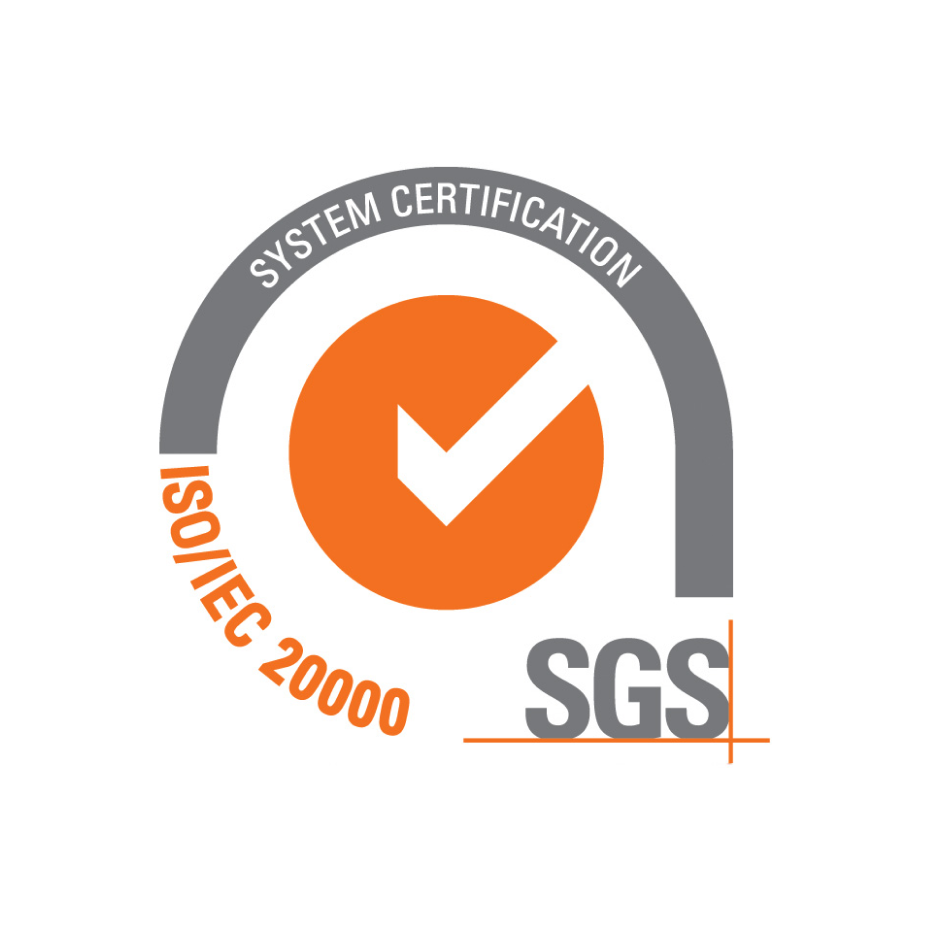 SYSTEM CERTIFICATION
ISO/IEC 20000
SGS